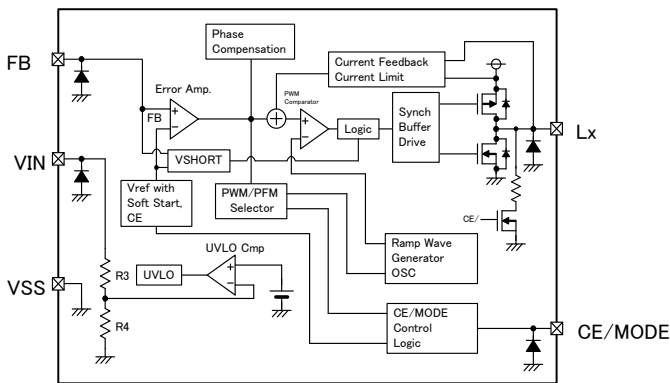 Phase
Compensation
Current Feedback
Current Limit
FB
Error Amp.
FB
+
−
PWM
Comparator
+
−
Logic
Synch
Buffer
Drive
Lx
VIN
VSHORT
Vref with
Soft Start,
CE
PWM/PFM
Selector
CE/
UVLO Cmp
Ramp Wave
Generator
OSC
R3
UVLO
+
−
VSS
R4
CE/MODE
Control
Logic
CE/MODE